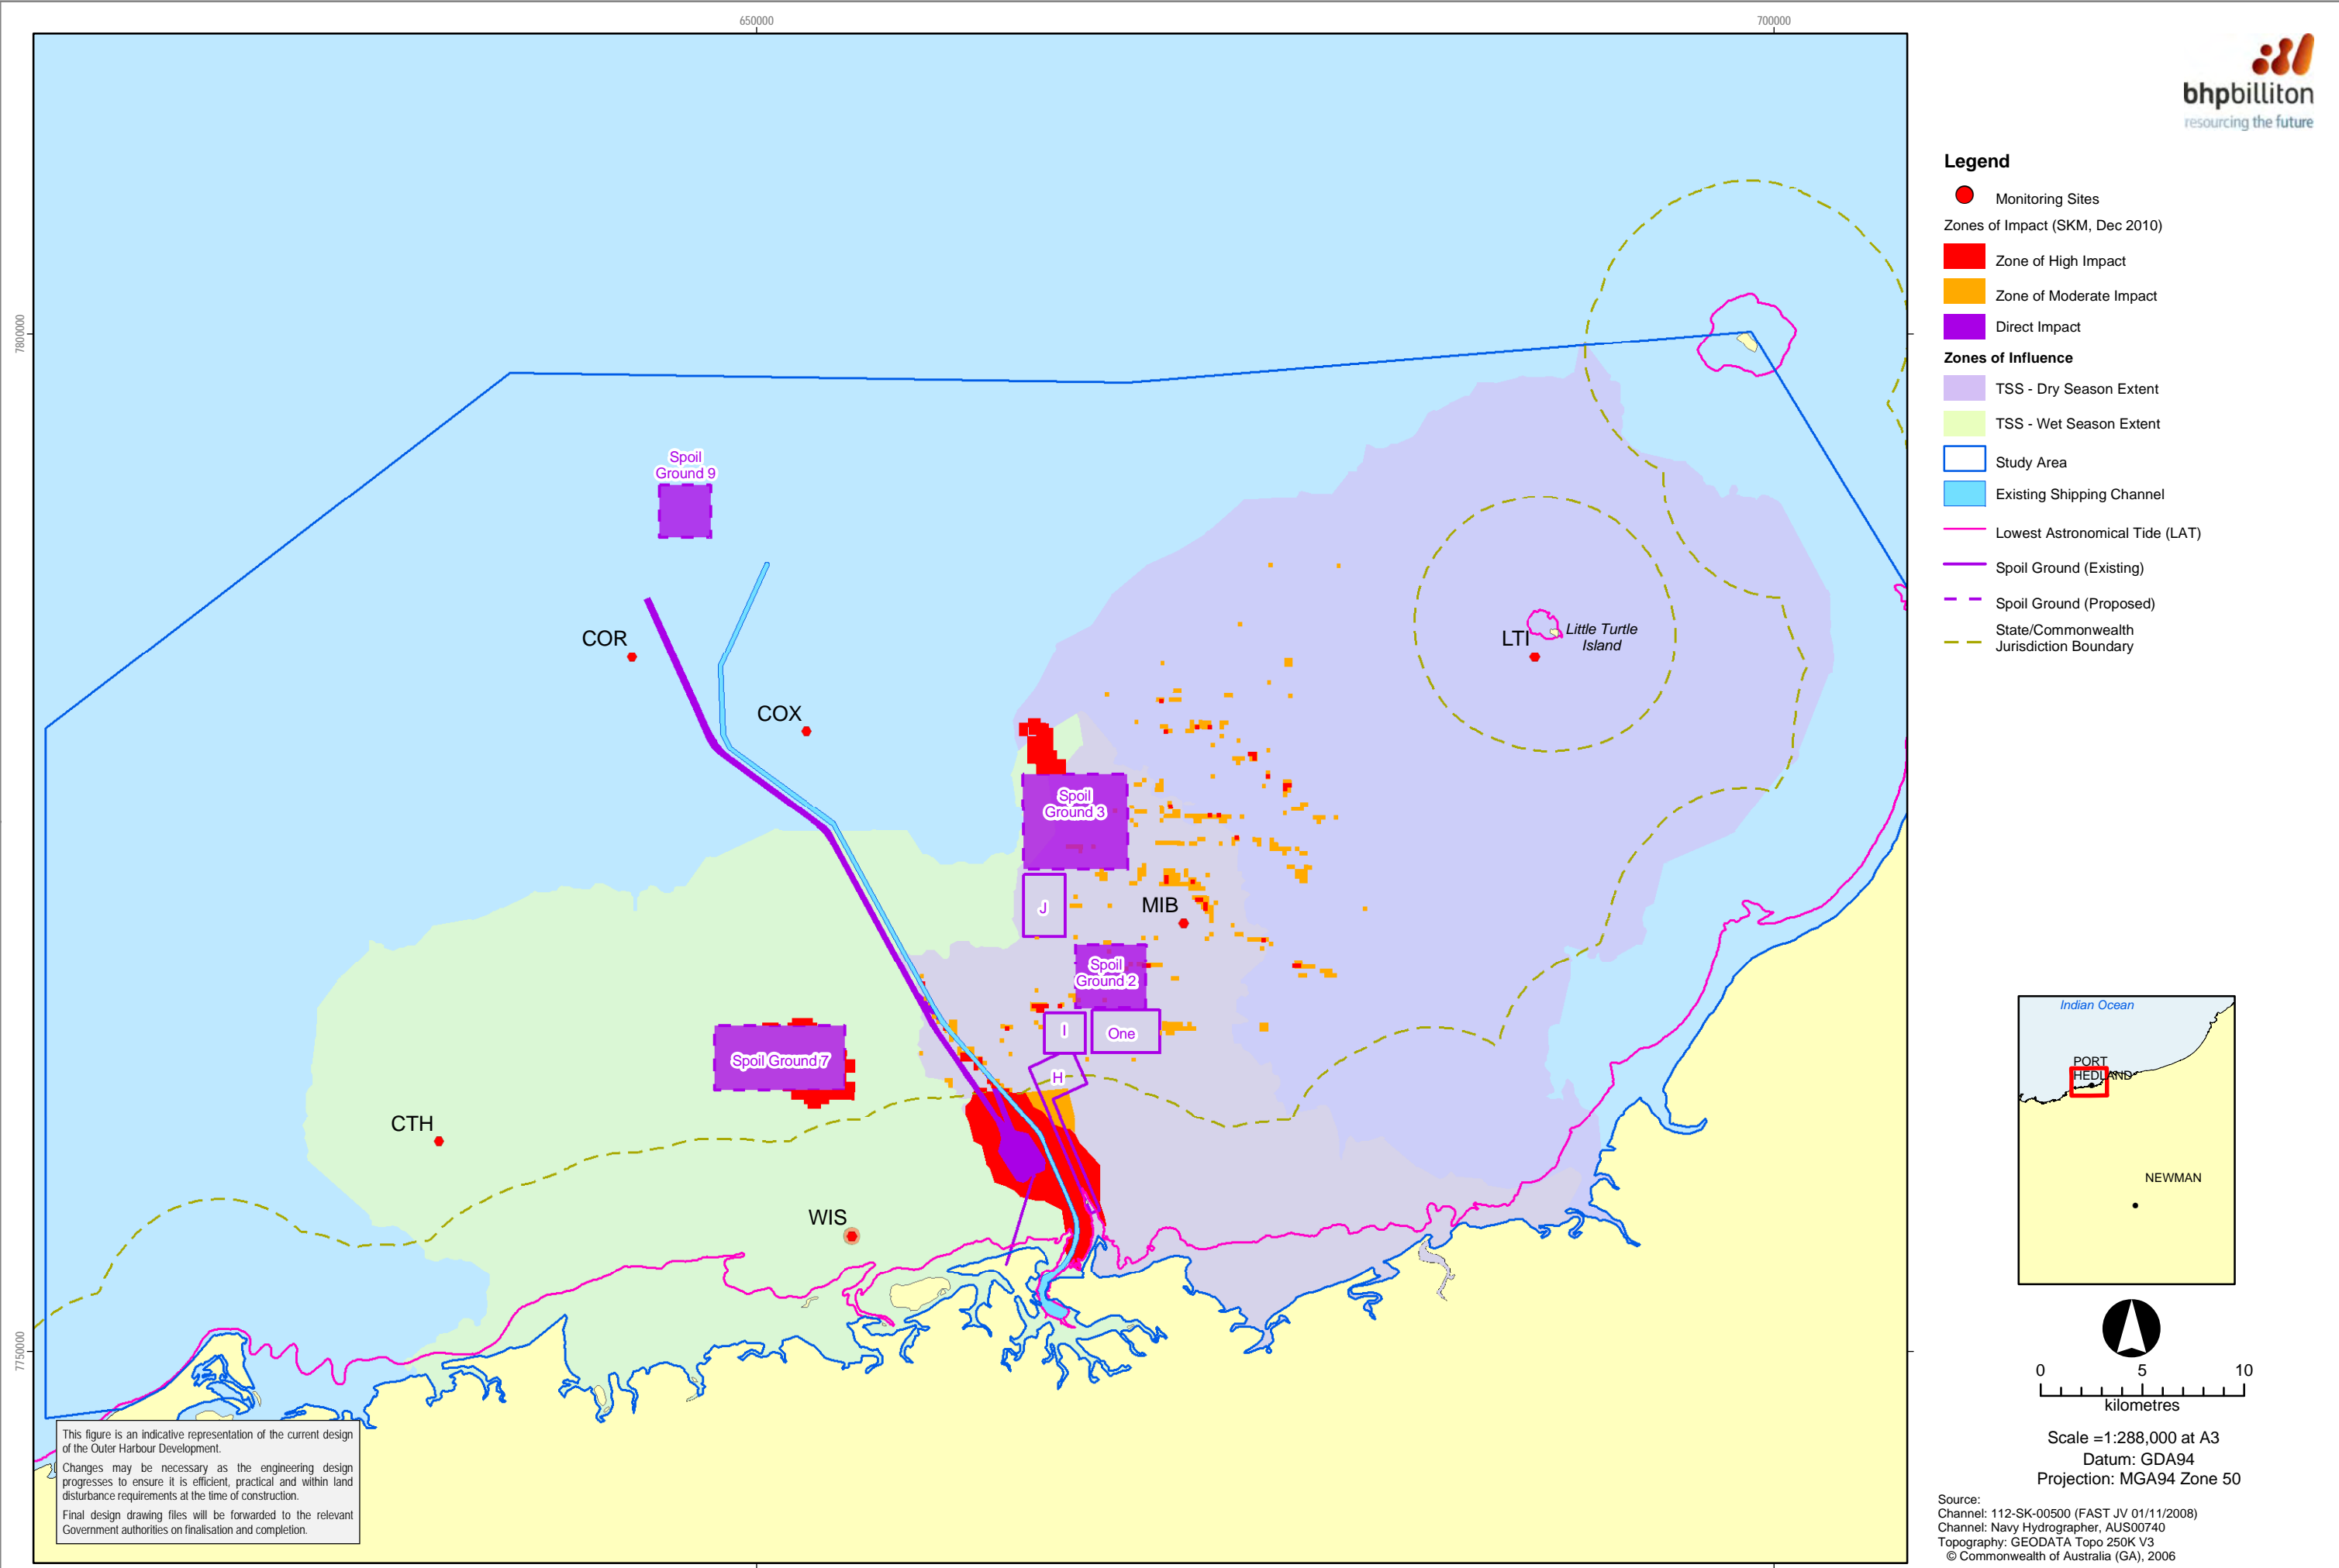 650000
700000
7800000
7750000
Spoil
Ground 9
COR
COX
LTI
Little Turtle
Island
Spoil
Ground 3
J
MIB
Spoil
Ground 2
I
One
H
Spoil Ground 7
CTH
WIS
This figure is an indicative representation of the current design
of the Outer Harbour Development.
Changes may be necessary as the engineering design
progresses to ensure it is efficient, practical and within land
disturbance requirements at the time of construction.
Final design drawing files will be forwarded to the relevant
Government authorities on finalisation and completion.
bhpbilliton
resourcing the future
Legend
Monitoring Sites
Zones of Impact (SKM, Dec 2010)
Zone of High Impact
Zone of Moderate Impact
Direct Impact
Zones of Influence
TSS - Dry Season Extent
TSS - Wet Season Extent
Study Area
Existing Shipping Channel
Lowest Astronomical Tide (LAT)
Spoil Ground (Existing)
Spoil Ground (Proposed)
State/Commonwealth
Jurisdiction Boundary
Indian Ocean
PORT
HEDLAND
NEWMAN
0 5 10
kilometres
Scale =1:288,000 at A3
Datum: GDA94
Projection: MGA94 Zone 50
Source:
Channel: 112-SK-00500 (FAST JV 01/11/2008)
Channel: Navy Hydrographer, AUS00740
Topography: GEODATA Topo 250K V3
© Commonwealth of Australia (GA), 2006